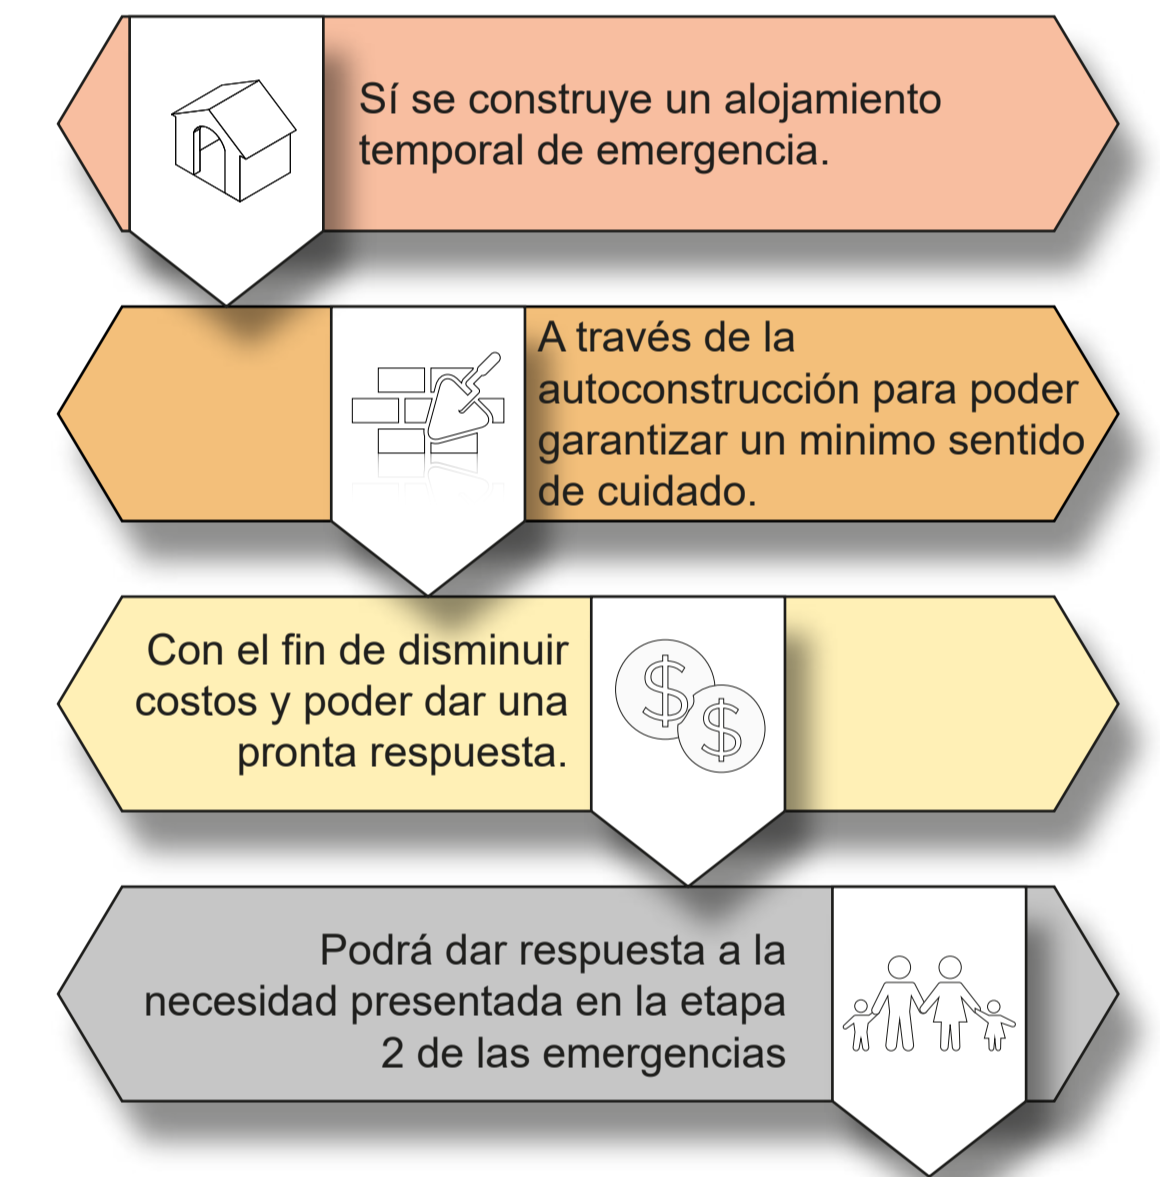 Sí se construye un alojamiento
temporal de emergencia.
A través de la
autoconstrucción para poder
garantizar un minimo sentido
de cuidado.
Con el fin de disminuir
costos y poder dar una
pronta respuesta.
$
$
Podrá dar respuesta a la
necesidad presentada en la etapa
2 de las emergencias